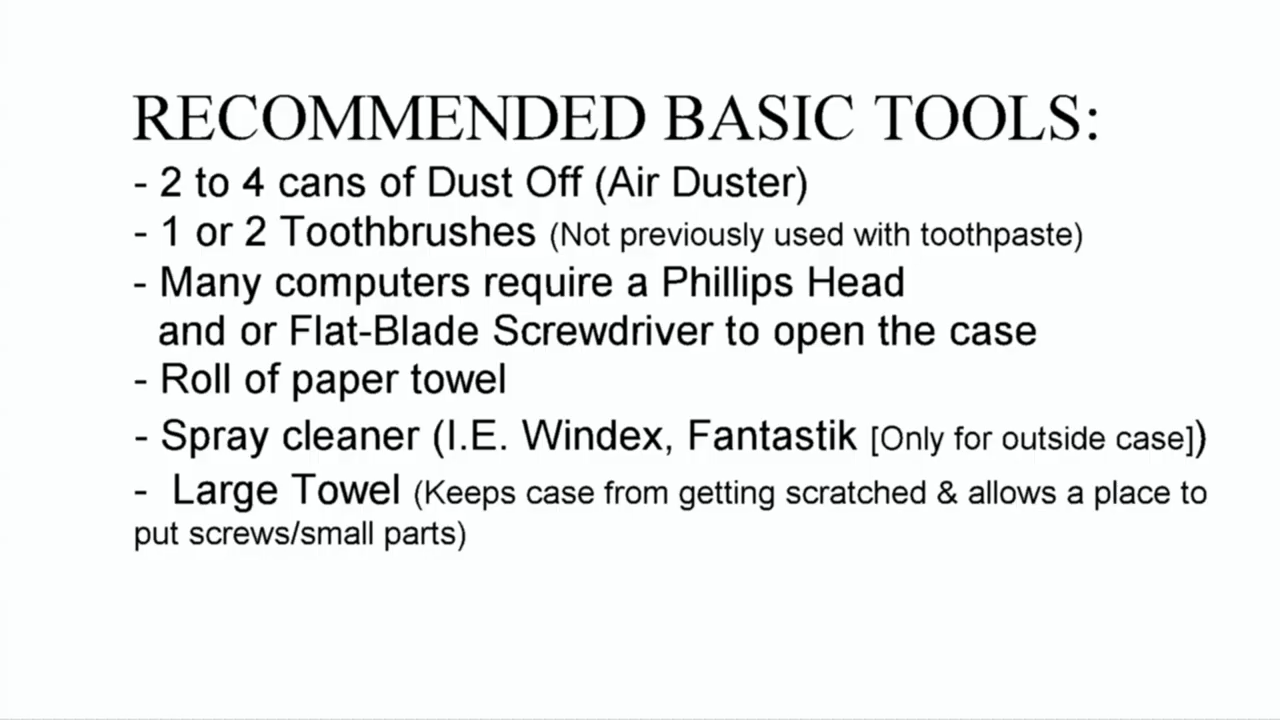 RECOMMENDED BASIC TOOLS:
- 2 to 4 cans of Dust Off (Air Duster)
- 1 or 2 Toothbrushes (Not previously used with toothpaste)
- Many computers require a Phillips Head
and or Flat-Blade Screwdriver to open the case
- Roll of paper towel
- Spray cleaner (I.E. Windex, Fantastik [Only for outside case])
- Large Towel (Keeps case from getting scratched & allows a place to
put screws/small parts)